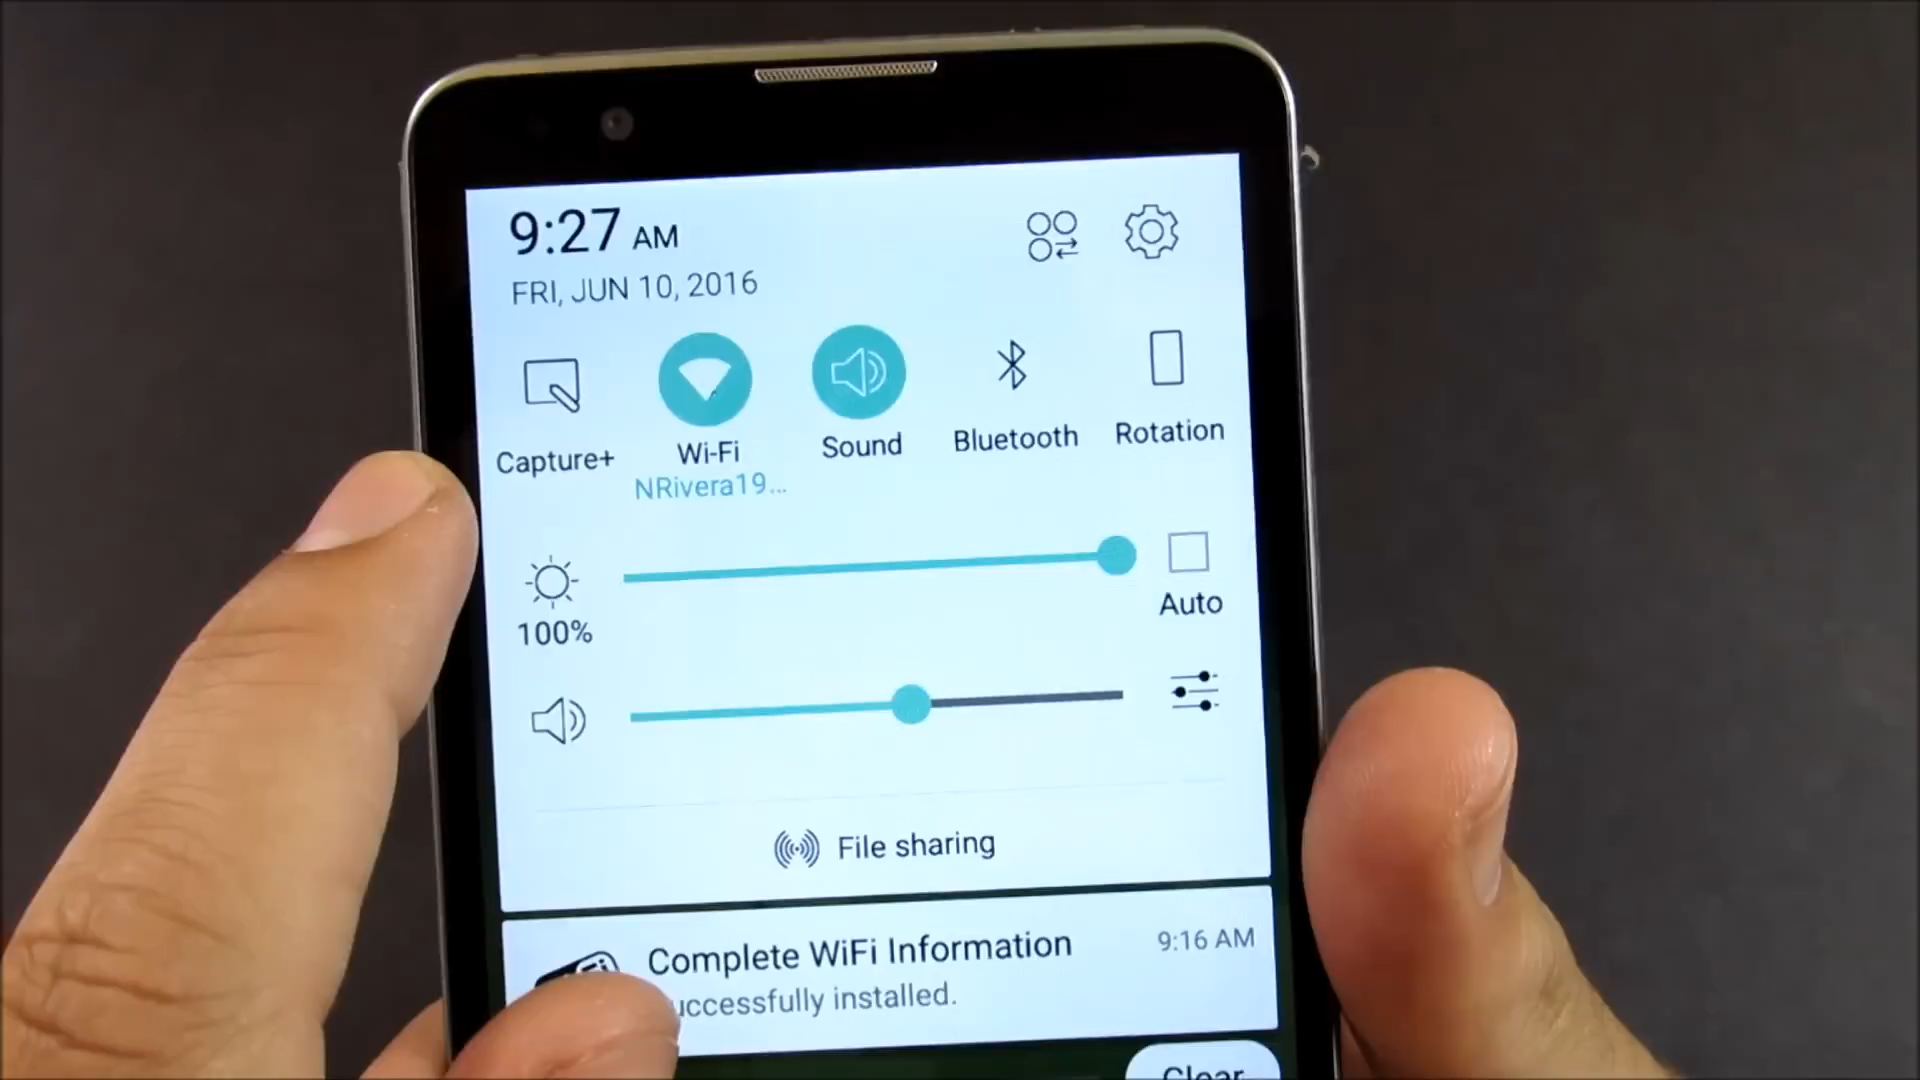 9:27 AM
FRI, JUN 10, 2016
Capture+
Wi-Fi
NRivera19...
Sound
Bluetooth
Rotation
100%
Auto
File sharing
Complete WiFi Information
9:16 AM
uccessfully installed.
Clear